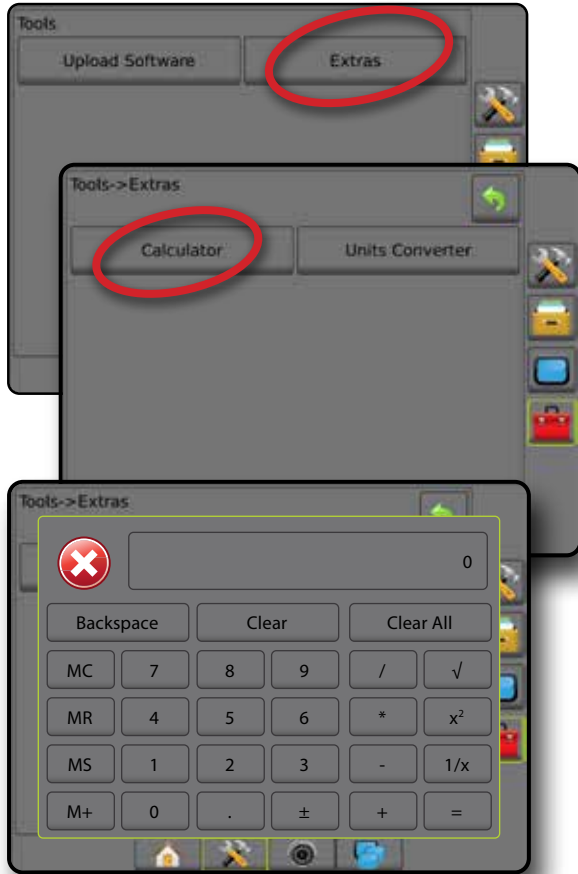 Tools
Upload Software Extras
Tools->Extras
Calculator Units Converter
Tools->Extras
0
Backspace Clear Clear All
MC 7 8 9 / √
MR 4 5 6 * x²
MS 1 2 3 - 1/x
M+ 0 . ± + =